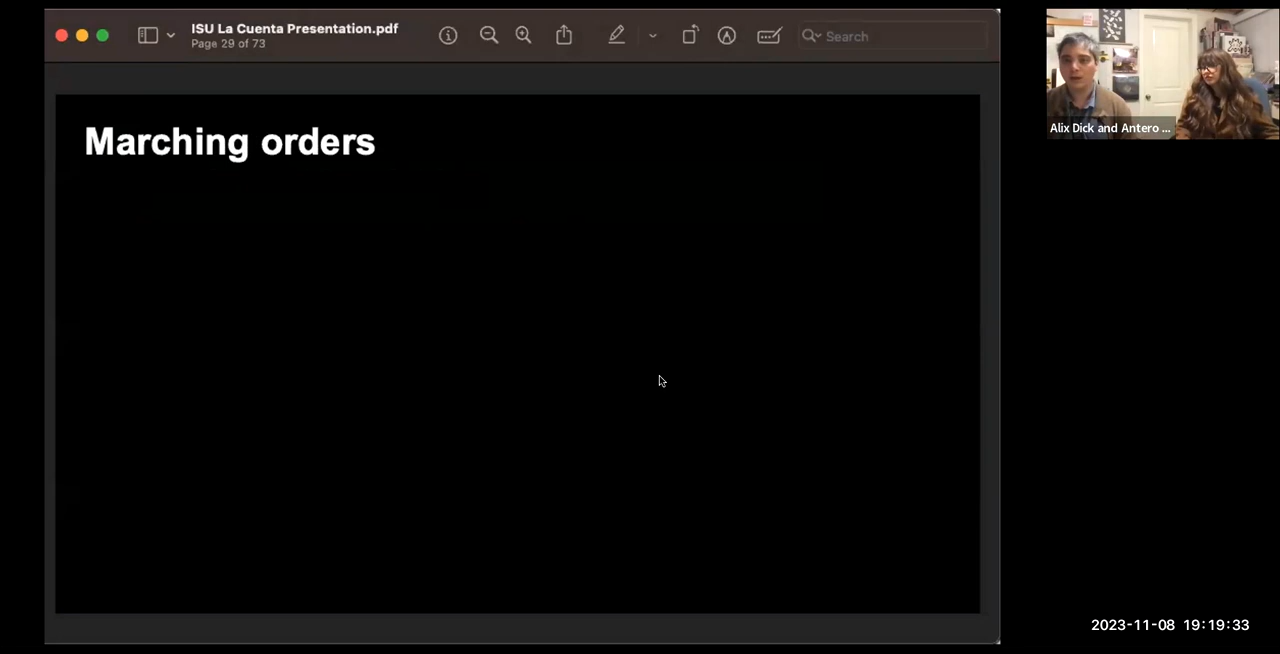 ISU La Cuenta Presentation.pdf
Page 29 of 73
Search
Marching orders
Alix Dick and Antero ...
2023-11-08 19:19:33